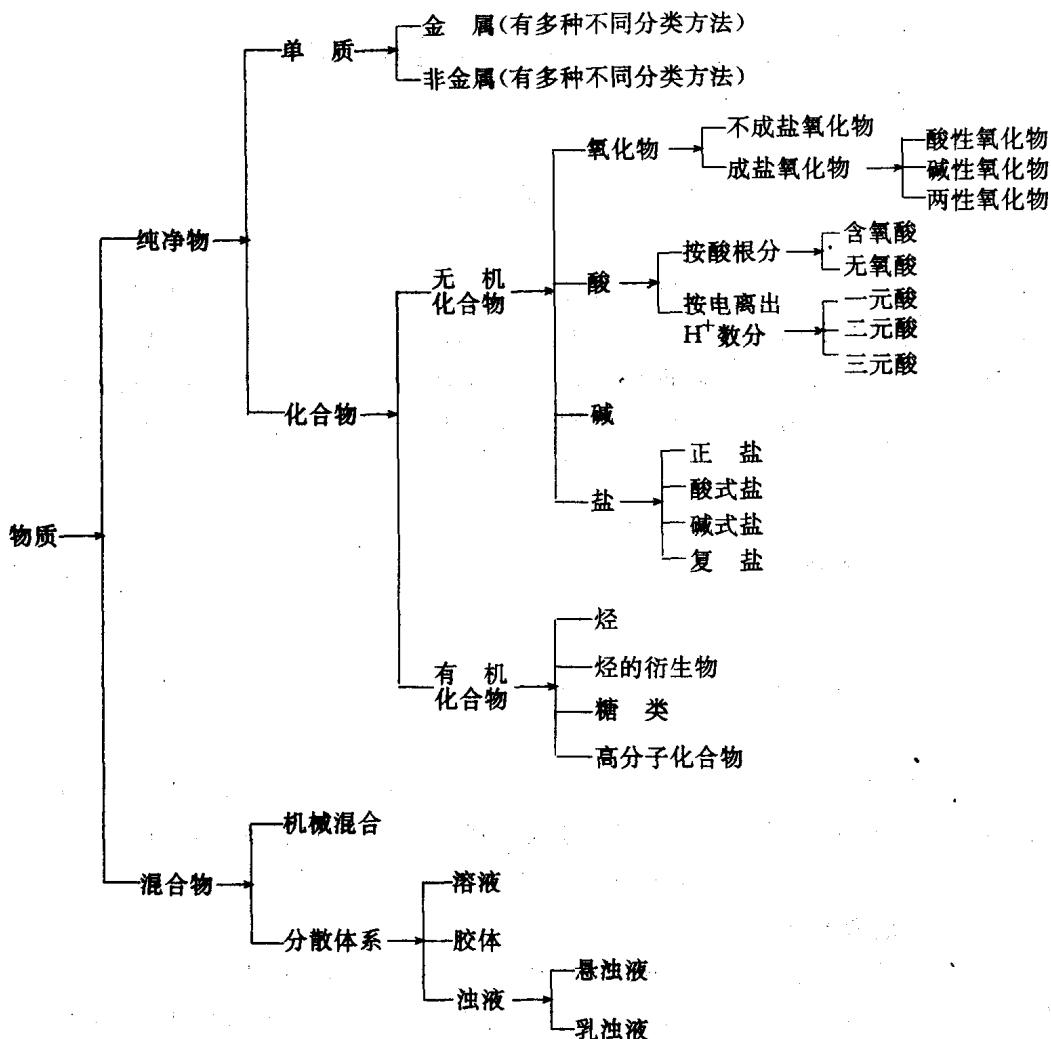 金 属(有多种不同分类方法)
单 质
非金属(有多种不同分类方法)
不成盐氧化物
氧化物
酸性氧化物
成盐氧化物
碱性氧化物
两性氧化物
纯净物
含氧酸
按酸根分
无氧酸
无 机
化合物
酸
一元酸
按电离出
H⁺数分
二元酸
三元酸
化合物
碱
正 盐
酸式盐
盐
碱式盐
物质
复 盐
烃
有 机
化合物
烃的衍生物
糖 类
高分子化合物
机械混合
混合物
溶液
分散体系
胶体
悬浊液
浊液
乳浊液